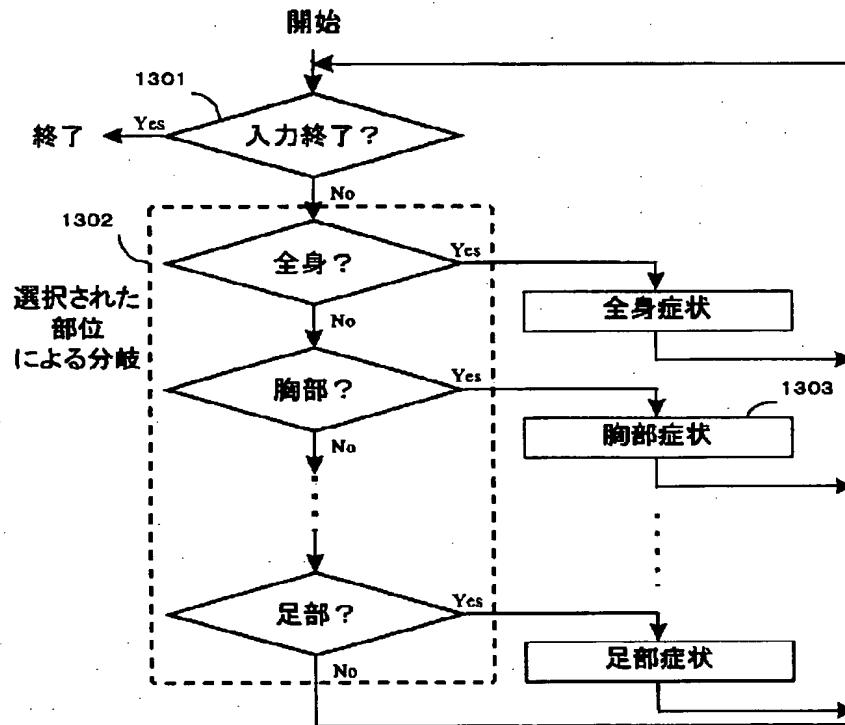 開始
1301
終了
Yes
入力終了?
No
1302
全身?
Yes
選択された
部位
による分岐
全身症状
No
胸部?
Yes
1303
胸部症状
No
足部?
Yes
足部症状
No